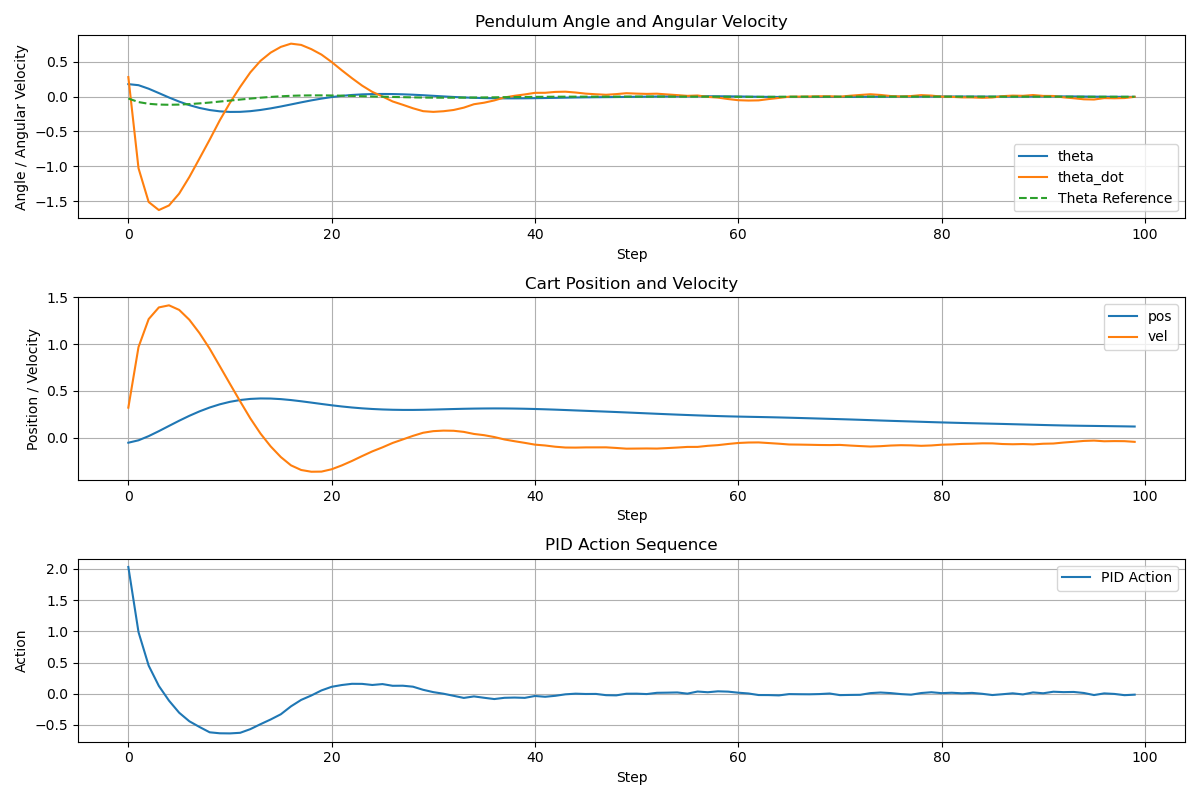 Pendulum Angle and Angular Velocity
Angle / Angular Velocity
0.5
0.0
−0.5
−1.0
−1.5
theta
theta_dot
Theta Reference
0 20 40 60 80 100
Step
Cart Position and Velocity
Position / Velocity
1.5
1.0
0.5
0.0
pos
vel
0 20 40 60 80 100
Step
PID Action Sequence
Action
2.0
1.5
1.0
0.5
0.0
−0.5
PID Action
0 20 40 60 80 100
Step